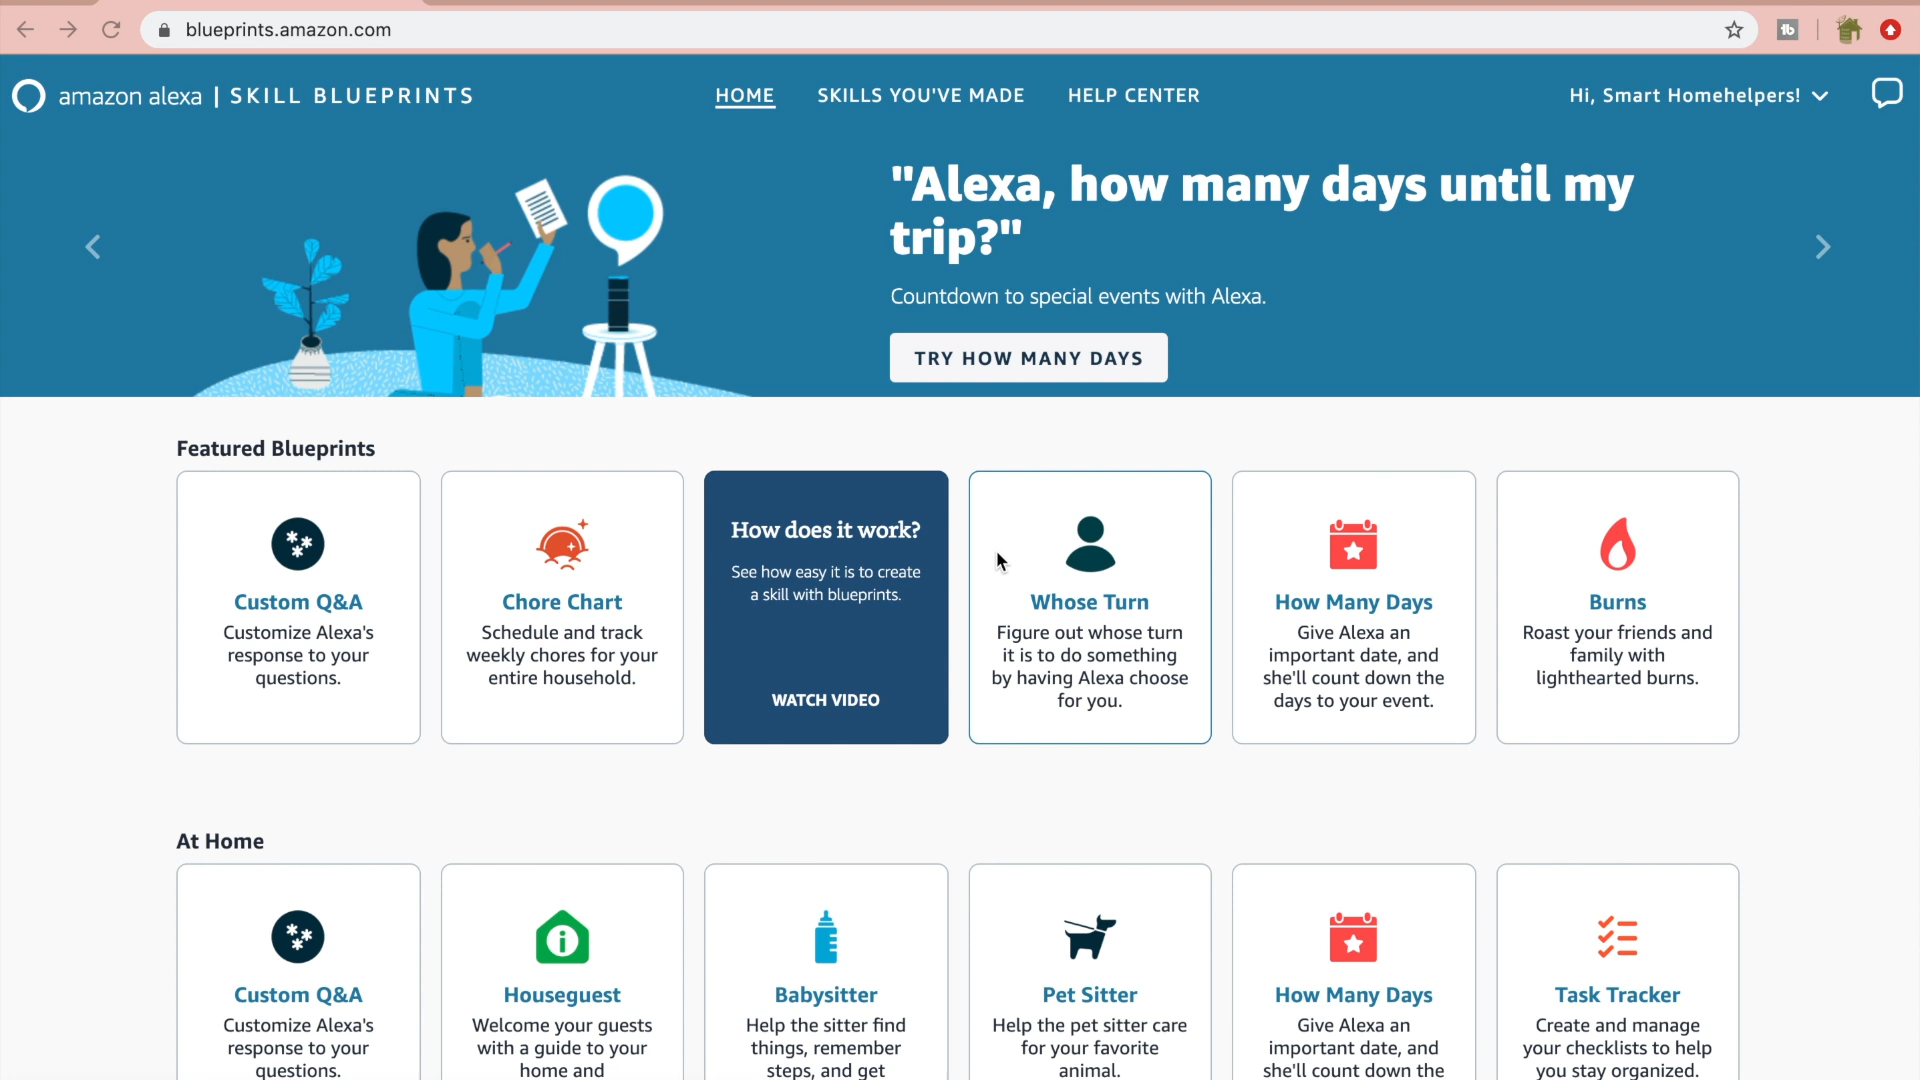 blueprints.amazon.com
tb
amazon alexa | SKILL BLUEPRINTS
HOME
SKILLS YOU'VE MADE
HELP CENTER
Hi, Smart Homehelpers!
"Alexa, how many days until my
trip?"
Countdown to special events with Alexa.
TRY HOW MANY DAYS
Featured Blueprints
Custom Q&A
Customize Alexa's
response to your
questions.
Chore Chart
Schedule and track
weekly chores for your
entire household.
How does it work?
See how easy it is to create
a skill with blueprints.
WATCH VIDEO
Whose Turn
Figure out whose turn
it is to do something
by having Alexa choose
for you.
How Many Days
Give Alexa an
important date, and
she'll count down the
days to your event.
Burns
Roast your friends and
family with
lighthearted burns.
At Home
Custom Q&A
Customize Alexa's
response to your
questions.
Houseguest
Welcome your guests
with a guide to your
home and
Babysitter
Help the sitter find
things, remember
steps, and get
Pet Sitter
Help the pet sitter care
for your favorite
animal.
How Many Days
Give Alexa an
important date, and
she'll count down the
Task Tracker
Create and manage
your checklists to help
you stay organized.